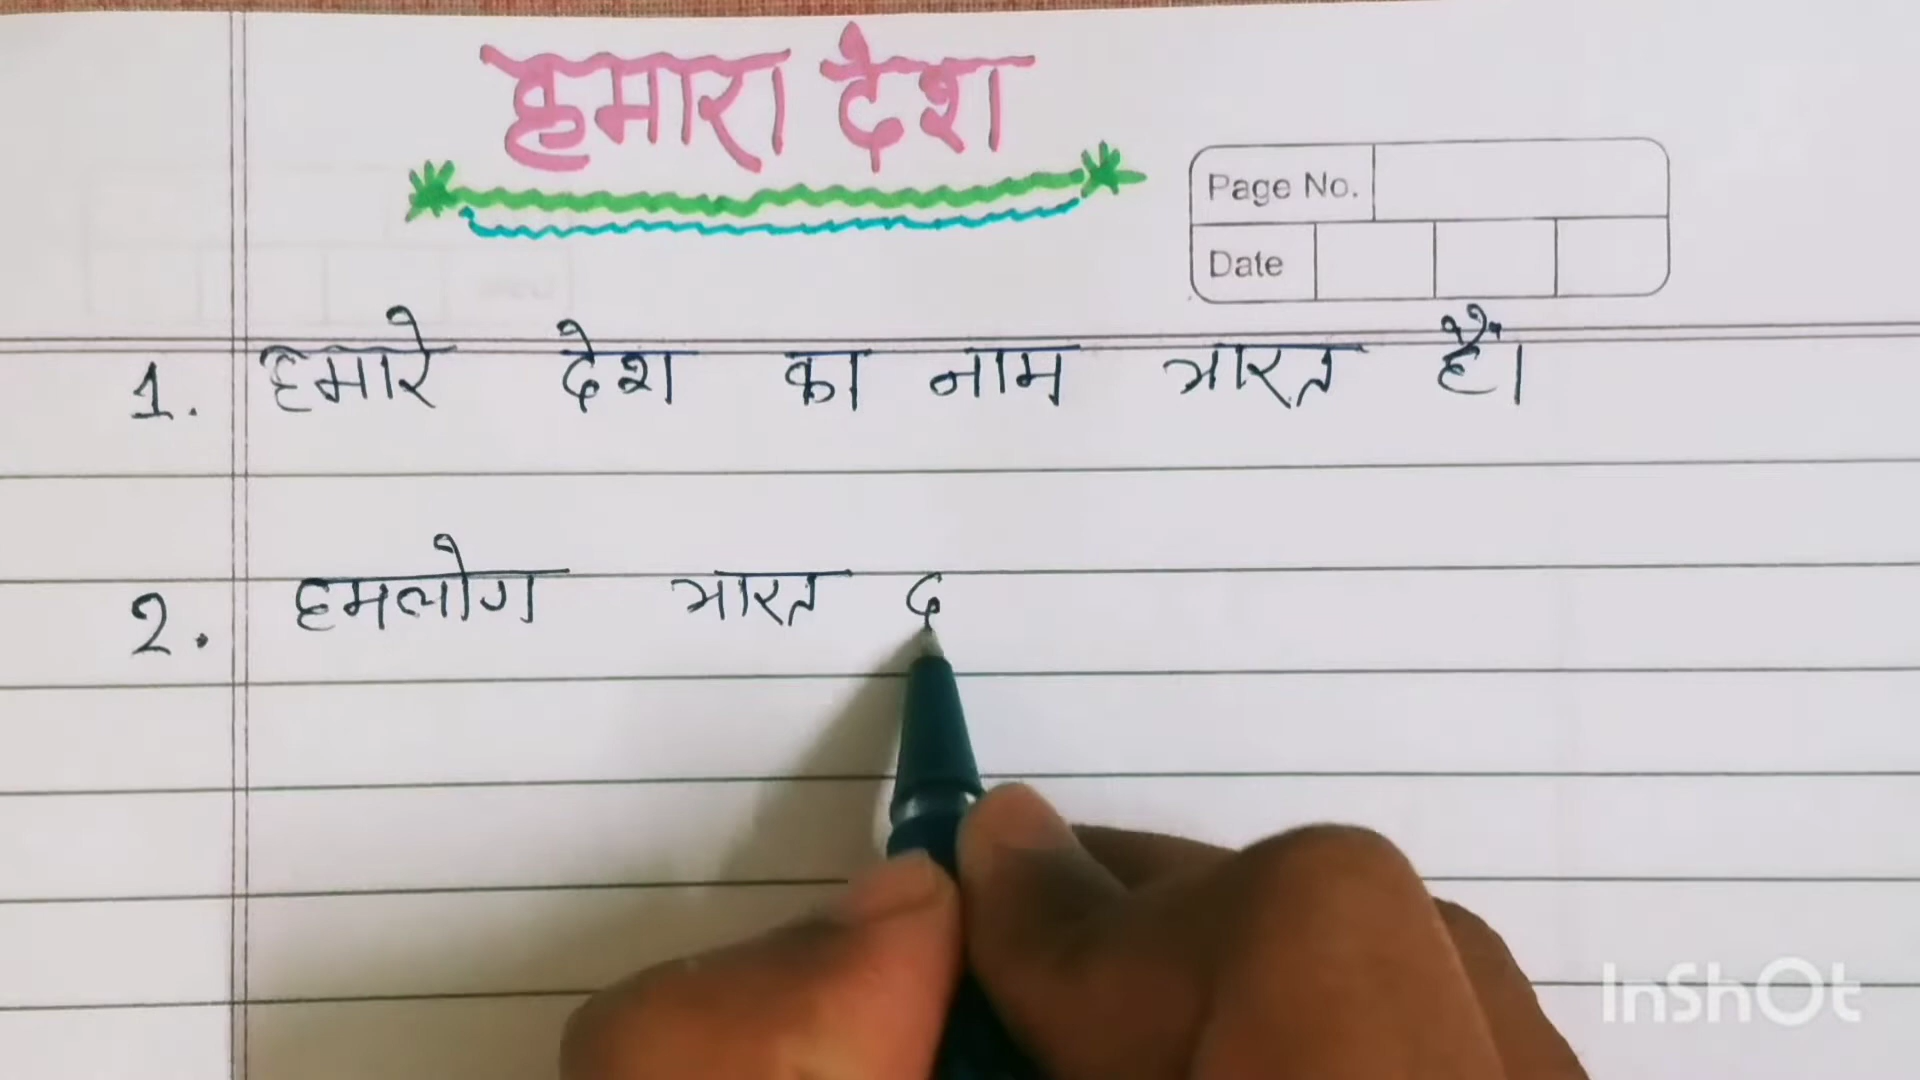 हमारा देश
Page No.
Date
1. हमारे देश का नाम भारत हैं।
2. हमलोग भारत द
InShOt